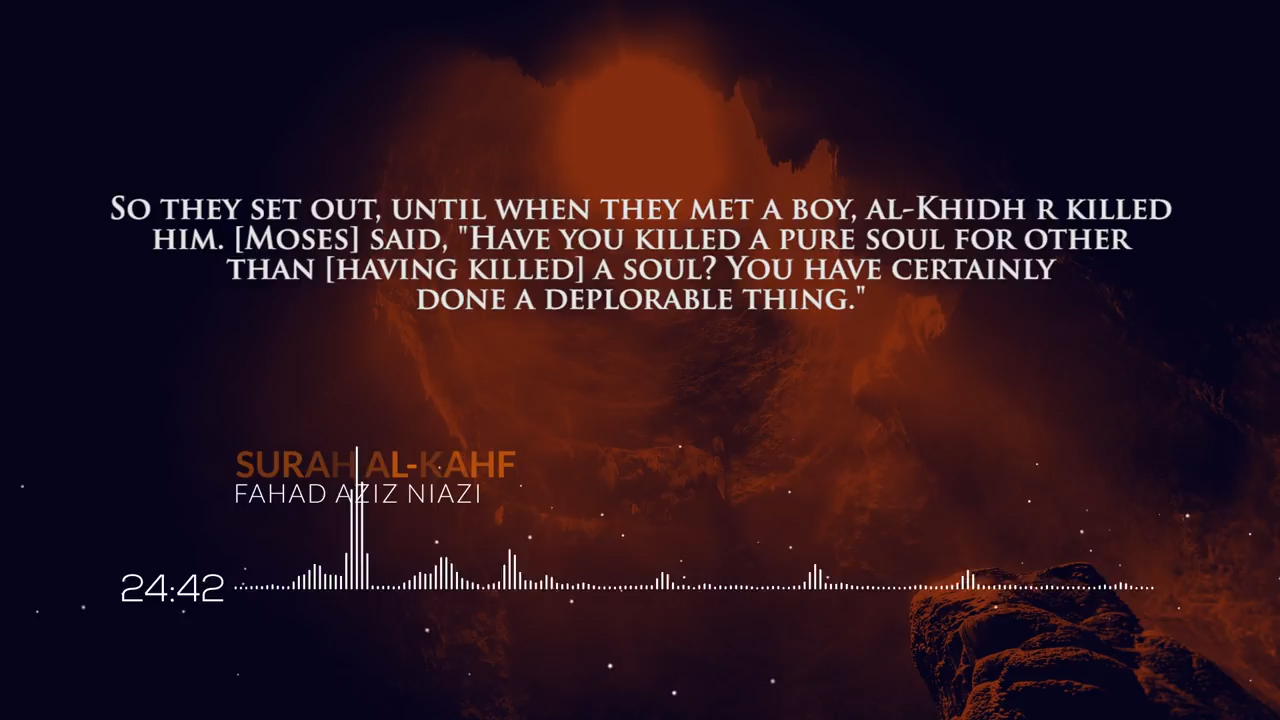 So they set out, until when they met a boy, al-Khidh r killed
him. [Moses] said, "Have you killed a pure soul for other
than [having killed] a soul? You have certainly
done a deplorable thing."
SURAH AL-KAHF
FAHAD AZIZ NIAZI
24:42